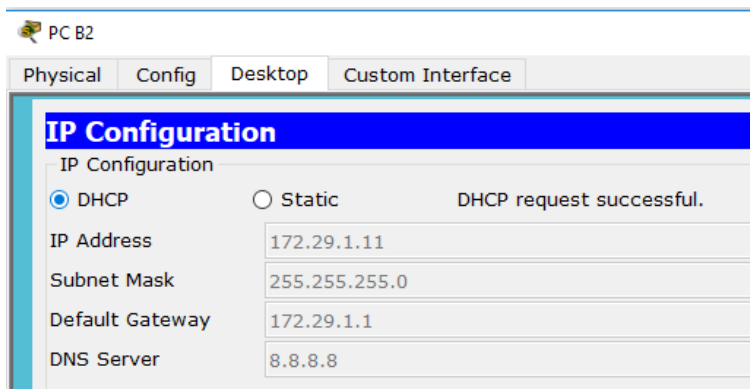 PC B2
Physical Config Desktop Custom Interface
IP Configuration
IP Configuration
DHCP Static DHCP request successful.
IP Address 172.29.1.11
Subnet Mask 255.255.255.0
Default Gateway 172.29.1.1
DNS Server 8.8.8.8